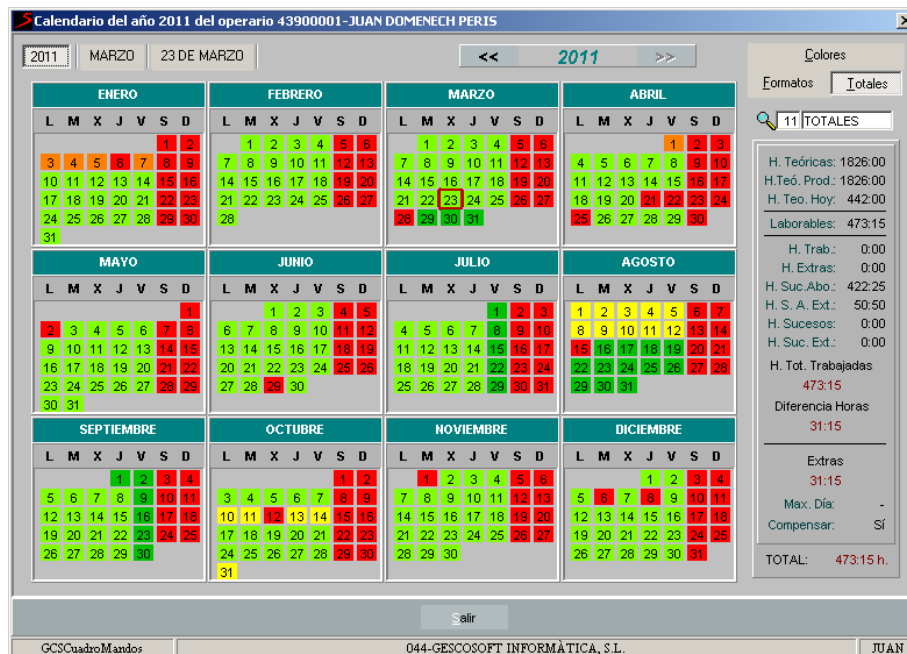 Calendario del año 2011 del operario 43900001-JUAN DOMENECH PERIS
2011 MARZO 23 DE MARZO << 2011 >> Colores
Formatos Totales
ENERO FEBRERO MARZO ABRIL
11 TOTALES
L M X J V S D L M X J V S D L M X J V S D L M X J V S D
1 2 1 2 3 4 5 6 1 2 3 4 5 6 1 2 3
3 4 5 6 7 8 9 7 8 9 10 11 12 13 7 8 9 10 11 12 13 4 5 6 7 8 9 10
10 11 12 13 14 15 16 14 15 16 17 18 19 20 14 15 16 17 18 19 20 11 12 13 14 15 16 17
17 18 19 20 21 22 23 21 22 23 24 25 26 27 21 22 23 24 25 26 27 18 19 20 21 22 23 24
24 25 26 27 28 29 30 28 28 29 30 31 25 26 27 28 29 30
31
MAYO JUNIO JULIO AGOSTO
L M X J V S D L M X J V S D L M X J V S D L M X J V S D
1 1 2 3 4 5 1 2 3 1 2 3 4 5 6 7
2 3 4 5 6 7 8 6 7 8 9 10 11 12 4 5 6 7 8 9 10 8 9 10 11 12 13 14
9 10 11 12 13 14 15 13 14 15 16 17 18 19 11 12 13 14 15 16 17 15 16 17 18 19 20 21
16 17 18 19 20 21 22 20 21 22 23 24 25 26 18 19 20 21 22 23 24 22 23 24 25 26 27 28
23 24 25 26 27 28 29 27 28 29 30 25 26 27 28 29 30 31 29 30 31
30 31
SEPTIEMBRE OCTUBRE NOVIEMBRE DICIEMBRE
L M X J V S D L M X J V S D L M X J V S D L M X J V S D
1 2 3 4 1 2 1 2 3 4 5 6 1 2 3 4
5 6 7 8 9 10 11 3 4 5 6 7 8 9 7 8 9 10 11 12 13 5 6 7 8 9 10 11
12 13 14 15 16 17 18 10 11 12 13 14 15 16 14 15 16 17 18 19 20 12 13 14 15 16 17 18
19 20 21 22 23 24 25 17 18 19 20 21 22 23 21 22 23 24 25 26 27 19 20 21 22 23 24 25
26 27 28 29 30 24 25 26 27 28 29 30 28 29 30 26 27 28 29 30 31
31
H. Teóricas: 1826:00
H.Teó. Prod.: 1826:00
H. Teo. Hoy: 442:00
Laborables: 473:15
H. Trab.: 0:00
H. Extras: 0:00
H. Suc.Abo.: 422:25
H. S. A. Ext.: 50:50
H. Sucesos: 0:00
H. Suc. Ext.: 0:00
H. Tot. Trabajadas
473:15
Diferencia Horas
31:15
Extras
31:15
Max. Día: -
Compensar: Sí
TOTAL: 473:15 h.
Salir
GCSCuadroMandos 044-GESCOSOFT INFORMÀTICA, S.L. JUAN